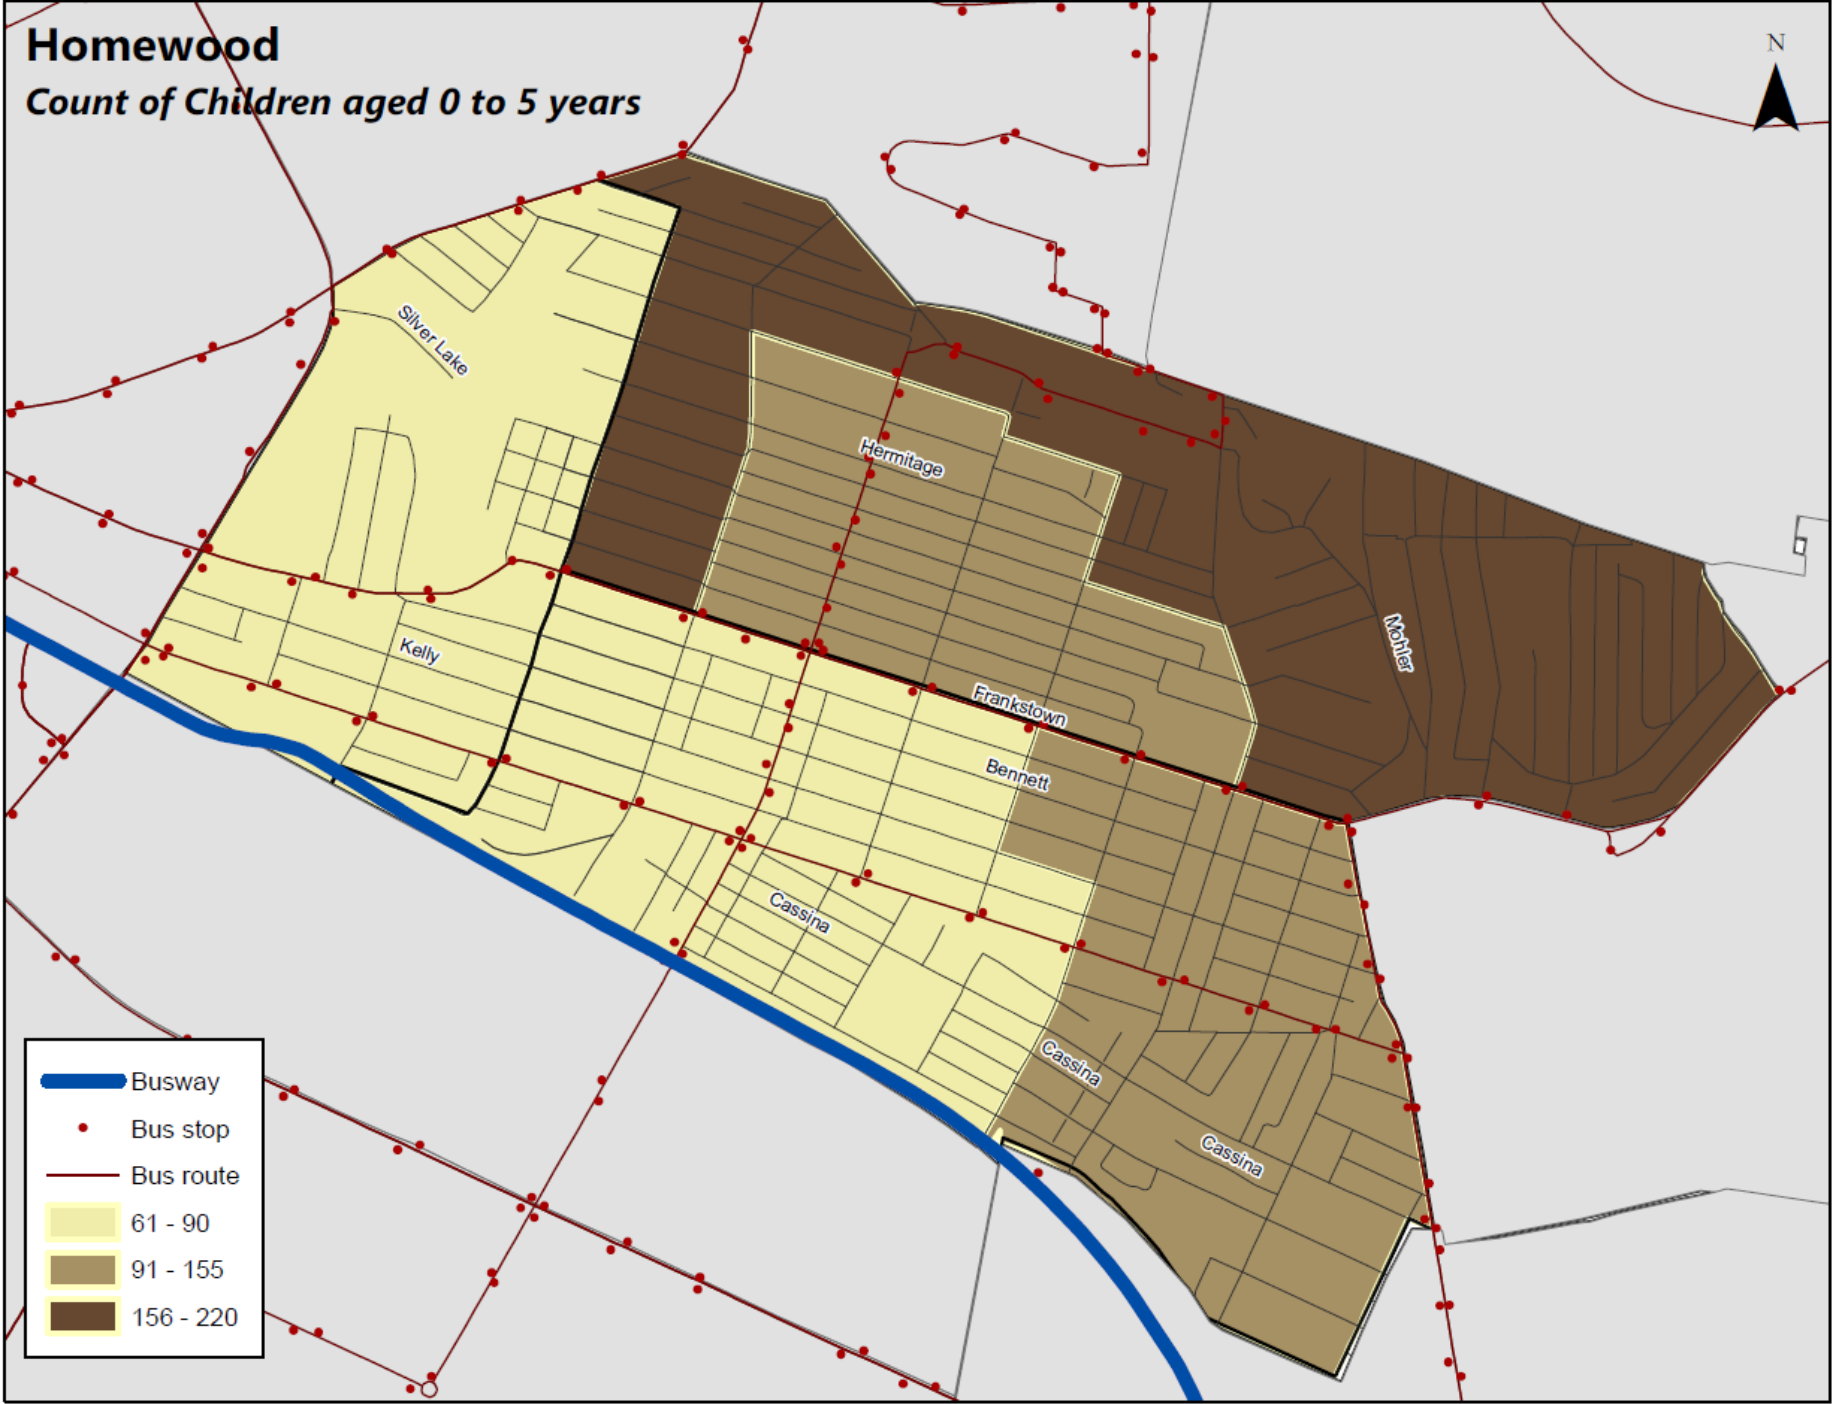 Homewood
Count of Children aged 0 to 5 years
N
Silver Lake
Hermitage
Mohler
Kelly
Frankstown
Bennett
Cassina
Cassina
Cassina
Busway
Bus stop
Bus route
61 - 90
91 - 155
156 - 220